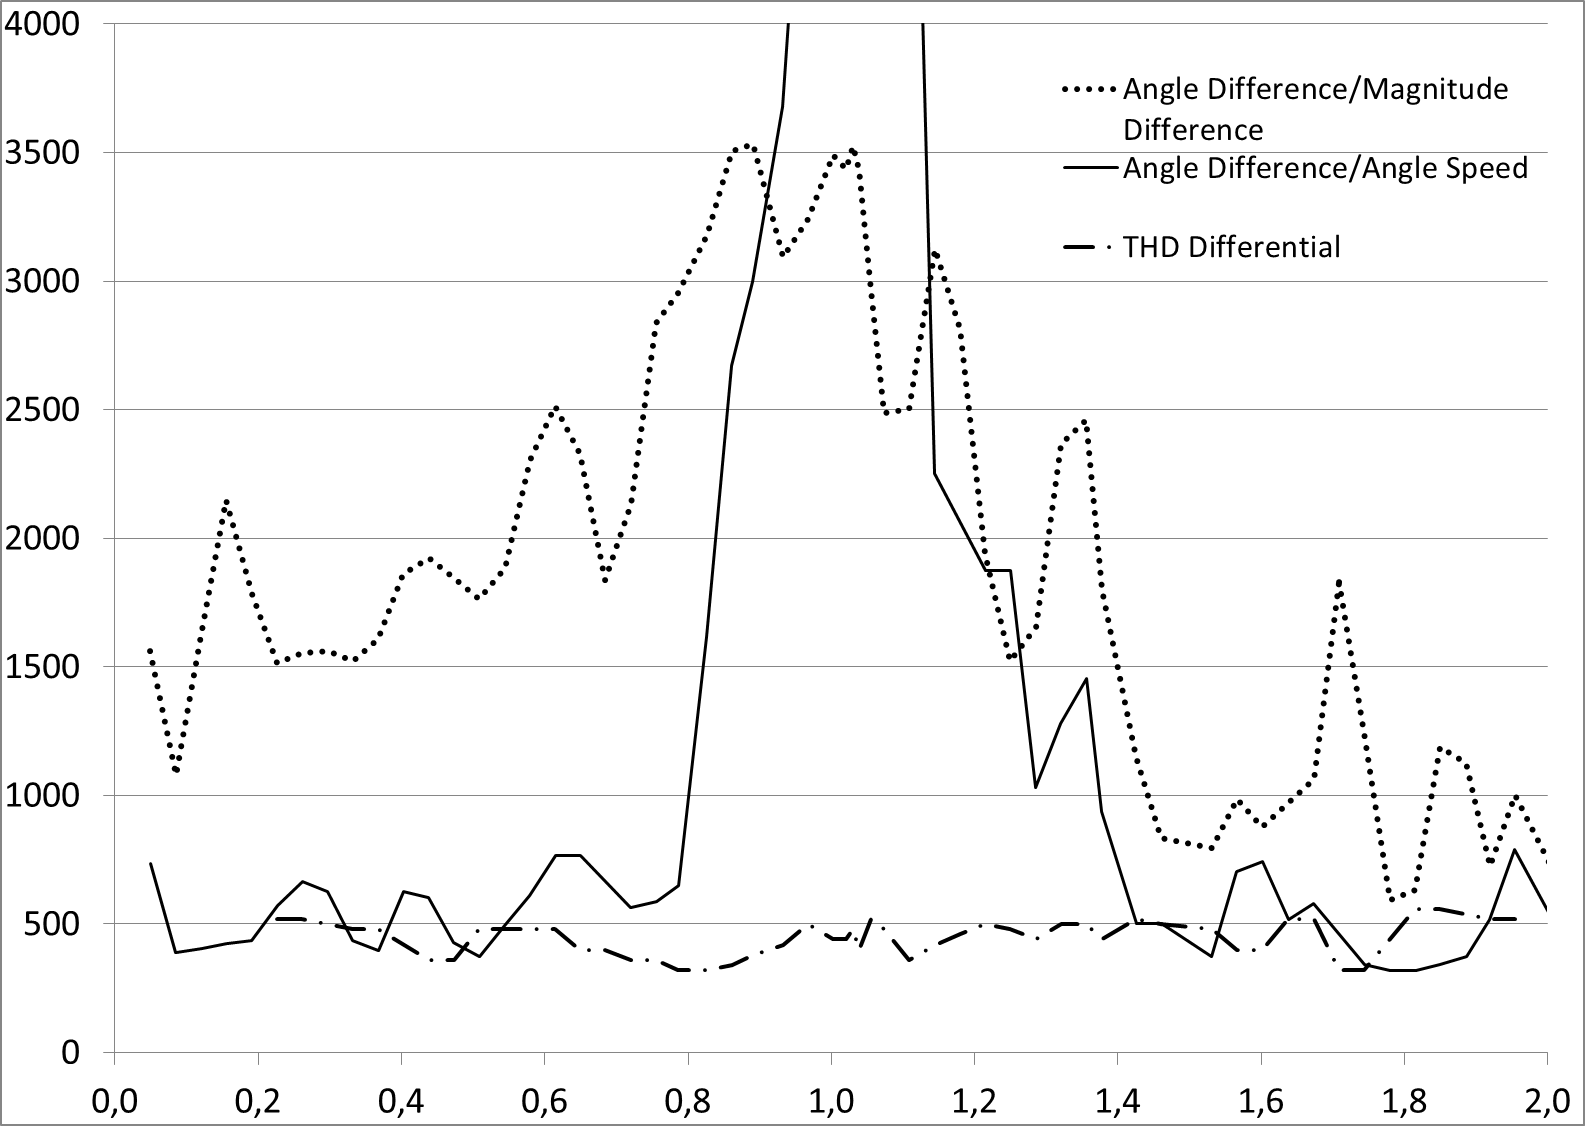 4000
3500
3000
2500
2000
1500
1000
500
0
Angle Difference/Magnitude
Difference
Angle Difference/Angle Speed
THD Differential
0,0 0,2 0,4 0,6 0,8 1,0 1,2 1,4 1,6 1,8 2,0